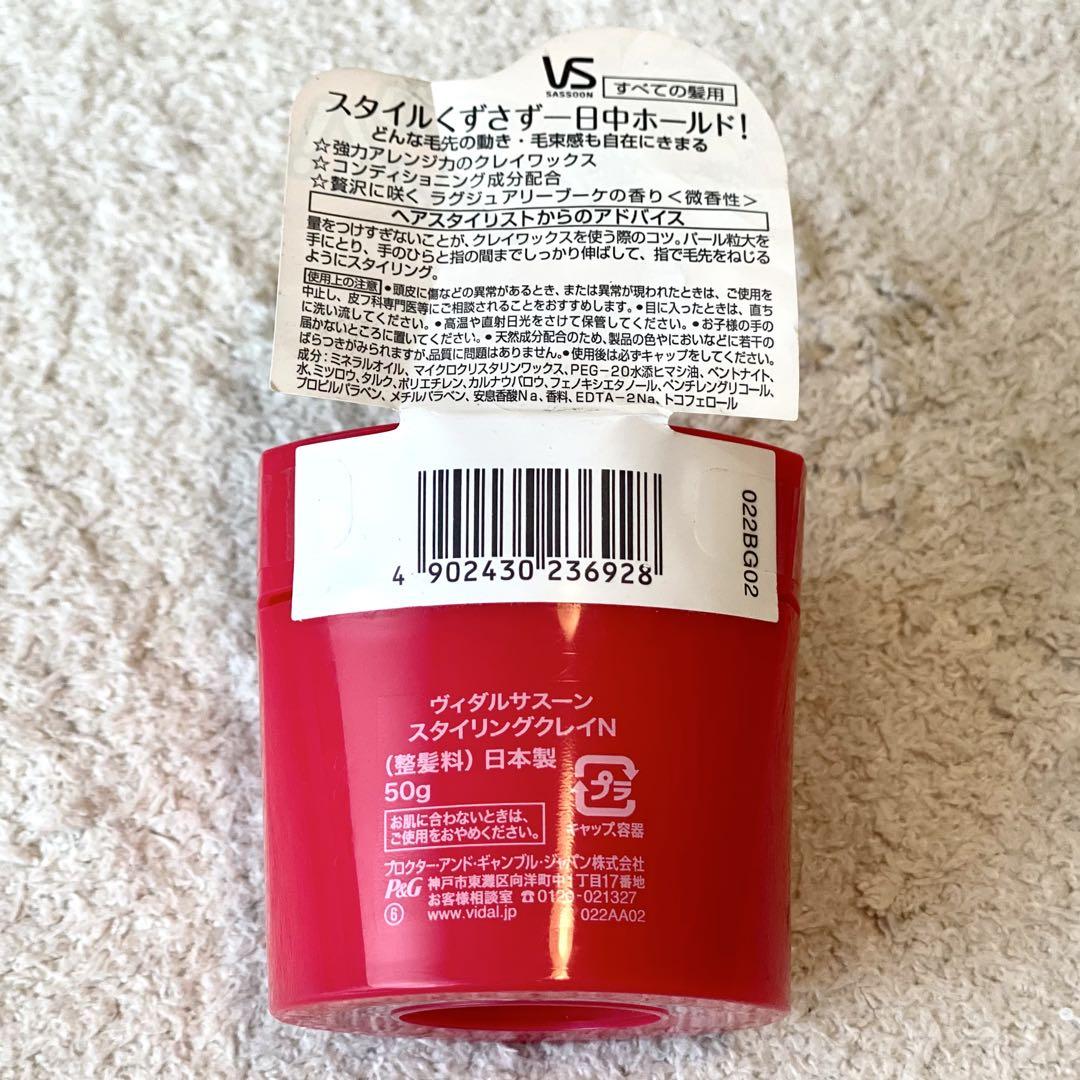 VS
SASSOON
すべての髪用
スタイルくずさず一日中ホールド!
どんな毛先の動き・毛束感も自在にきまる
☆強力アレンジ力のクレイワックス
☆コンディショニング成分配合
☆贅沢に咲く ラグジュアリーブーケの香り<微香性>
ヘアスタイリストからのアドバイス
量をつけすぎないことが、クレイワックスを使う際のコツ。パール粒大を
手にとり、手のひらと指の間までしっかり伸ばして、指で毛先をねじる
ようにスタイリング。
使用上の注意 ●頭皮に傷などの異常があるとき、または異常が現われたときは、ご使用を
中止し、皮フ科専門医等にご相談されることをおすすめします。●目に入ったときは、直ち
に洗い流してください。●高温や直射日光をさけて保管してください。●お子様の手の
届かないところに置いてください。●天然成分配合のため、製品の色やにおいなどに若干の
ばらつきがみられますが、品質に問題はありません。●使用後は必ずキャップをしてください。
成分:ミネラルオイル、マイクロクリスタリンワックス、PEG-20水添ヒマシ油、ベントナイト、
水、ミツロウ、タルク、ポリエチレン、カルナウバロウ、フェノキシエタノール、ペンチレングリコール、
プロピルパラベン、メチルパラベン、安息香酸Na、香料、EDTA-2Na、トコフェロール
4 902430 236928
022BG02
ヴィダルサスーン
スタイリングクレイN
(整髪料) 日本製
50g
プラ
キャップ、容器
お肌に合わないときは、
ご使用をおやめください。
プロクター・アンド・ギャンブル・ジャパン株式会社
P&G 神戸市東灘区向洋町中1丁目17番地
お客様相談室 ☎0120-021327
⑥ www.vidal.jp 022AA02